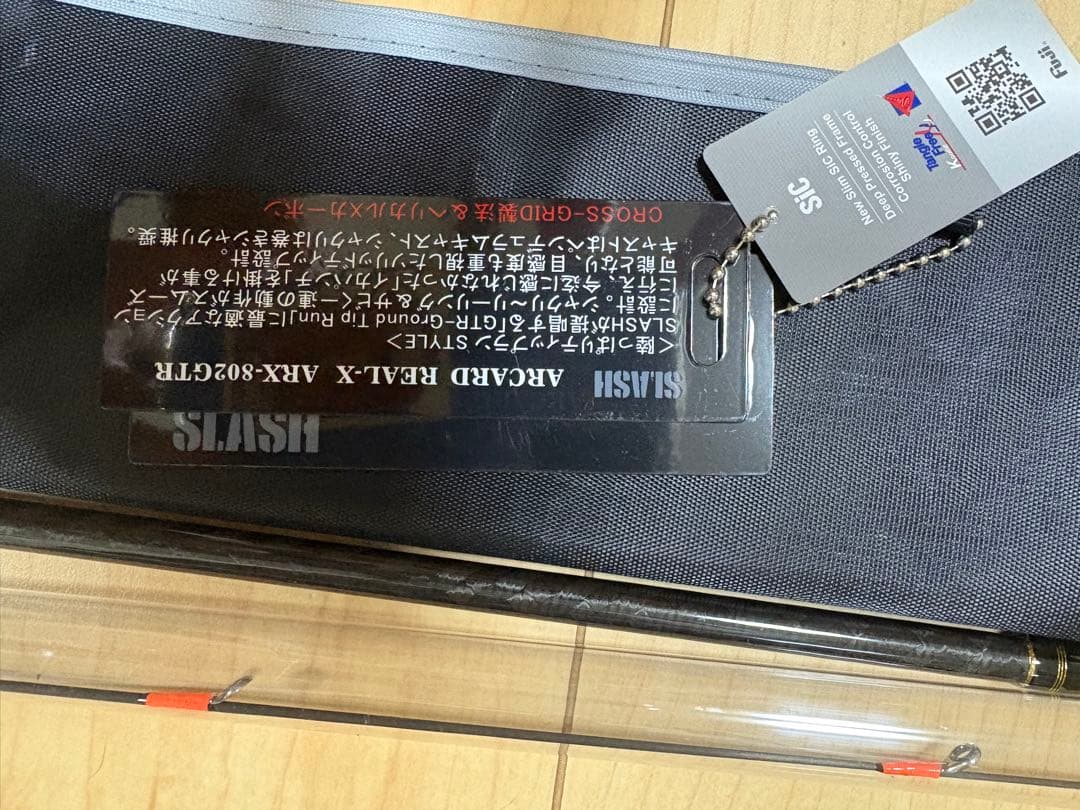 SLASH ARCARD REAL-X ARX-802GTR
<陸っぱりティップラン STYLE>
SLASHが提唱する「GTR-Ground Tip Run」に最適なアクション
に設計。シャクリ~リーリング&サビく一連の動作がスムーズ
に行え、今迄に感じれなかった「イカパンチ」を掛ける事が
可能となり、目感度も重視したソリッドティップ設計。
キャストはペンデュラムキャスト、シャクリは巻きシャクリ推奨。
CROSS-GRID製法&ヘリカル×カーボン
SLASH
Fuji
Tangle Free K
SiC
New Slim SiC Ring
Deep Pressed Frame
Corrosion Control
Shiny Finish